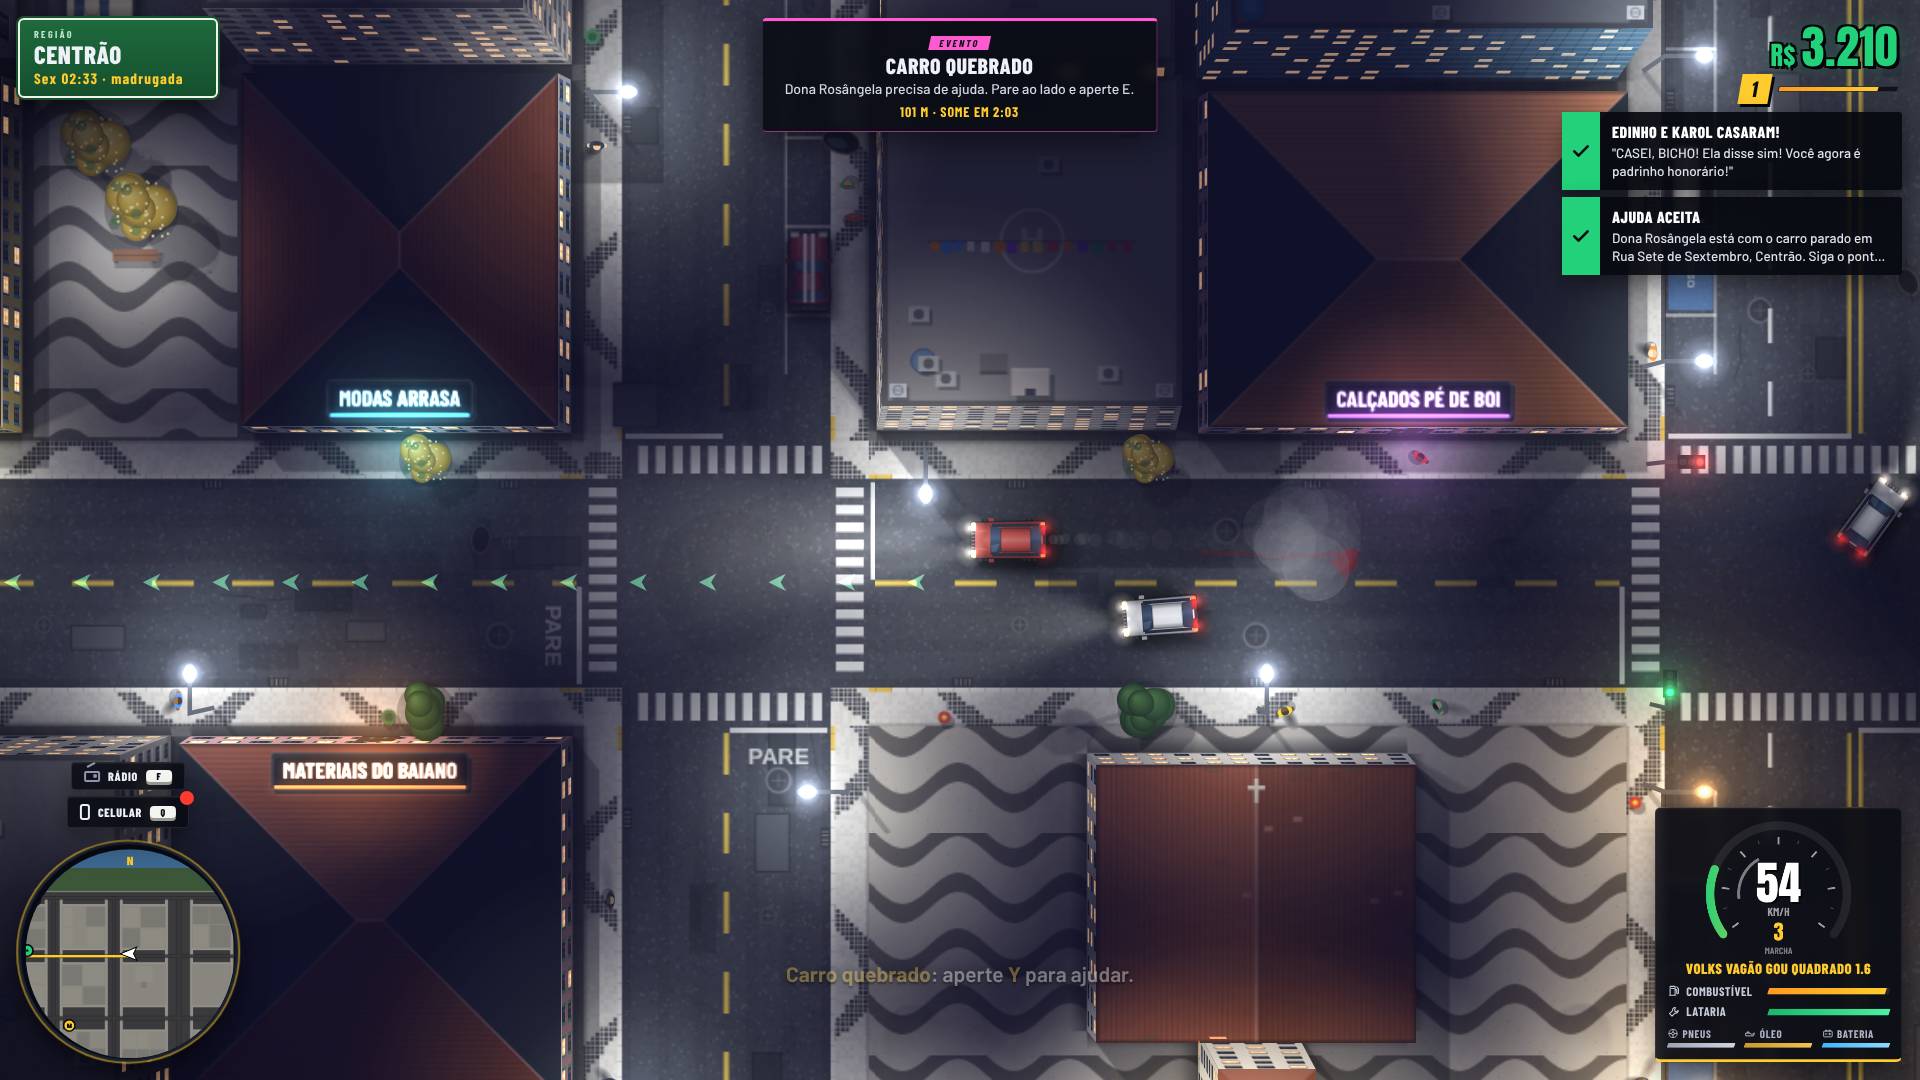 REGIÃO
CENTRÃO
Sex 02:33 · madrugada
EVENTO
CARRO QUEBRADO
Dona Rosângela precisa de ajuda. Pare ao lado e aperte E.
101 M · SOME EM 2:03
R$ 3.210
1
EDINHO E KAROL CASARAM!
"CASEI, BICHO! Ela disse sim! Você agora é
padrinho honorário!"
AJUDA ACEITA
Dona Rosângela está com o carro parado em
Rua Sete de Sextembro, Centrão. Siga o pont...
H
MODAS ARRASA
CALÇADOS PÉ DE BOI
PARE
PARE
MATERIAIS DO BAIANO
RÁDIO F
CELULAR Q
N
M
Carro quebrado: aperte Y para ajudar.
54
KM/H
3
MARCHA
VOLKS VAGÃO GOU QUADRADO 1.6
COMBUSTÍVEL
LATARIA
PNEUS
ÓLEO
BATERIA